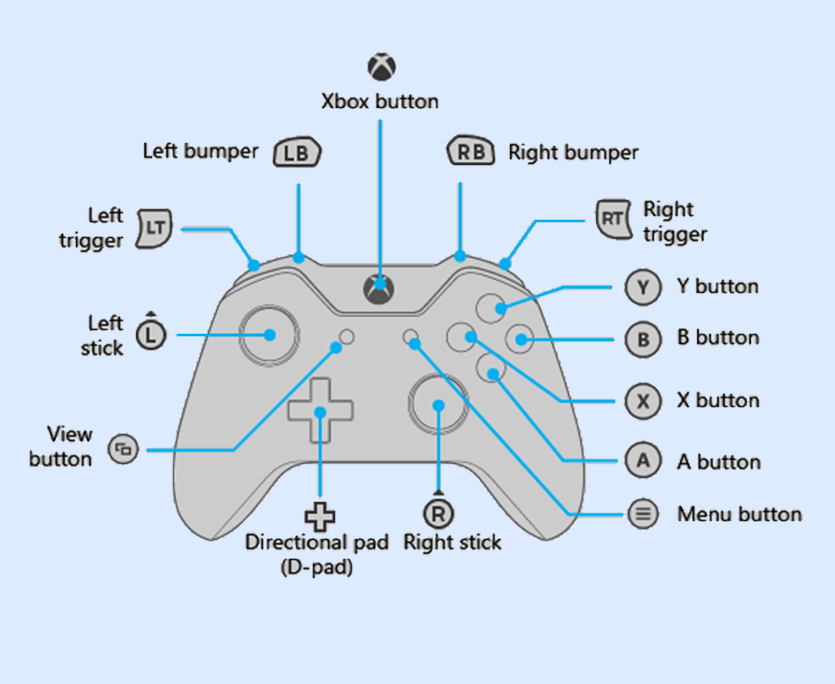 Xbox button
Left bumper
LB
RB
Right bumper
Left
trigger
LT
RT
Right
trigger
Y
Y button
Left
stick
L
B
B button
X
X button
View
button
A
A button
R
Menu button
Directional pad
(D-pad)
Right stick